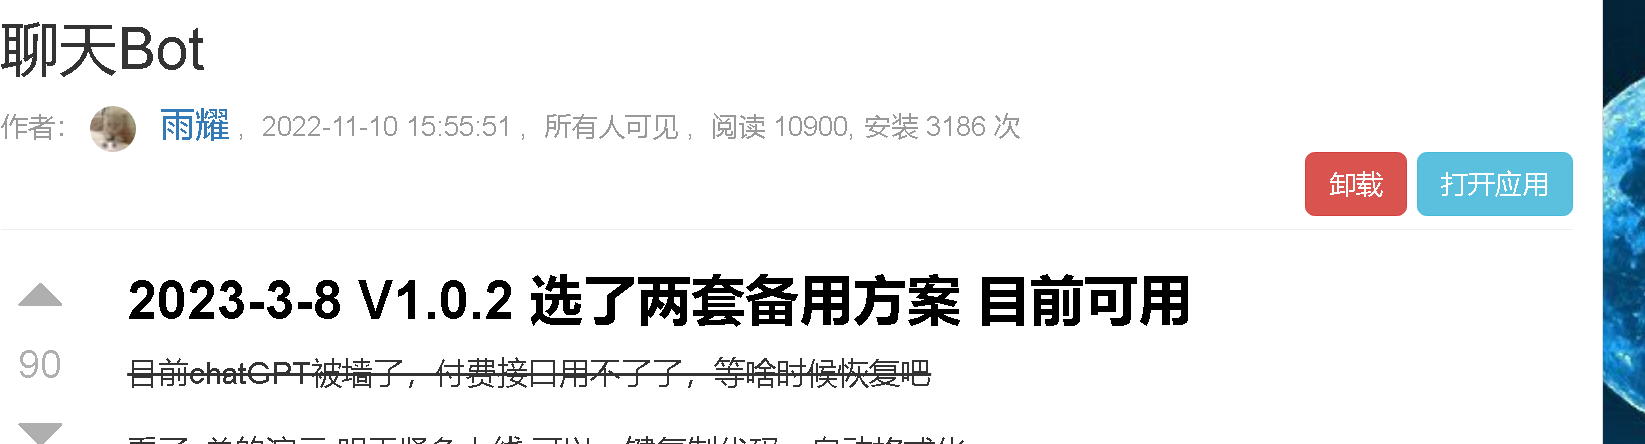 聊天Bot
作者： 雨耀 ，2022-11-10 15:55:51 ，所有人可见 ，阅读 10900, 安装 3186 次
卸载 打开应用
2023-3-8 V1.0.2 选了两套备用方案 目前可用
目前chatGPT被墙了，付费接口用不了了，等啥时候恢复吧
90